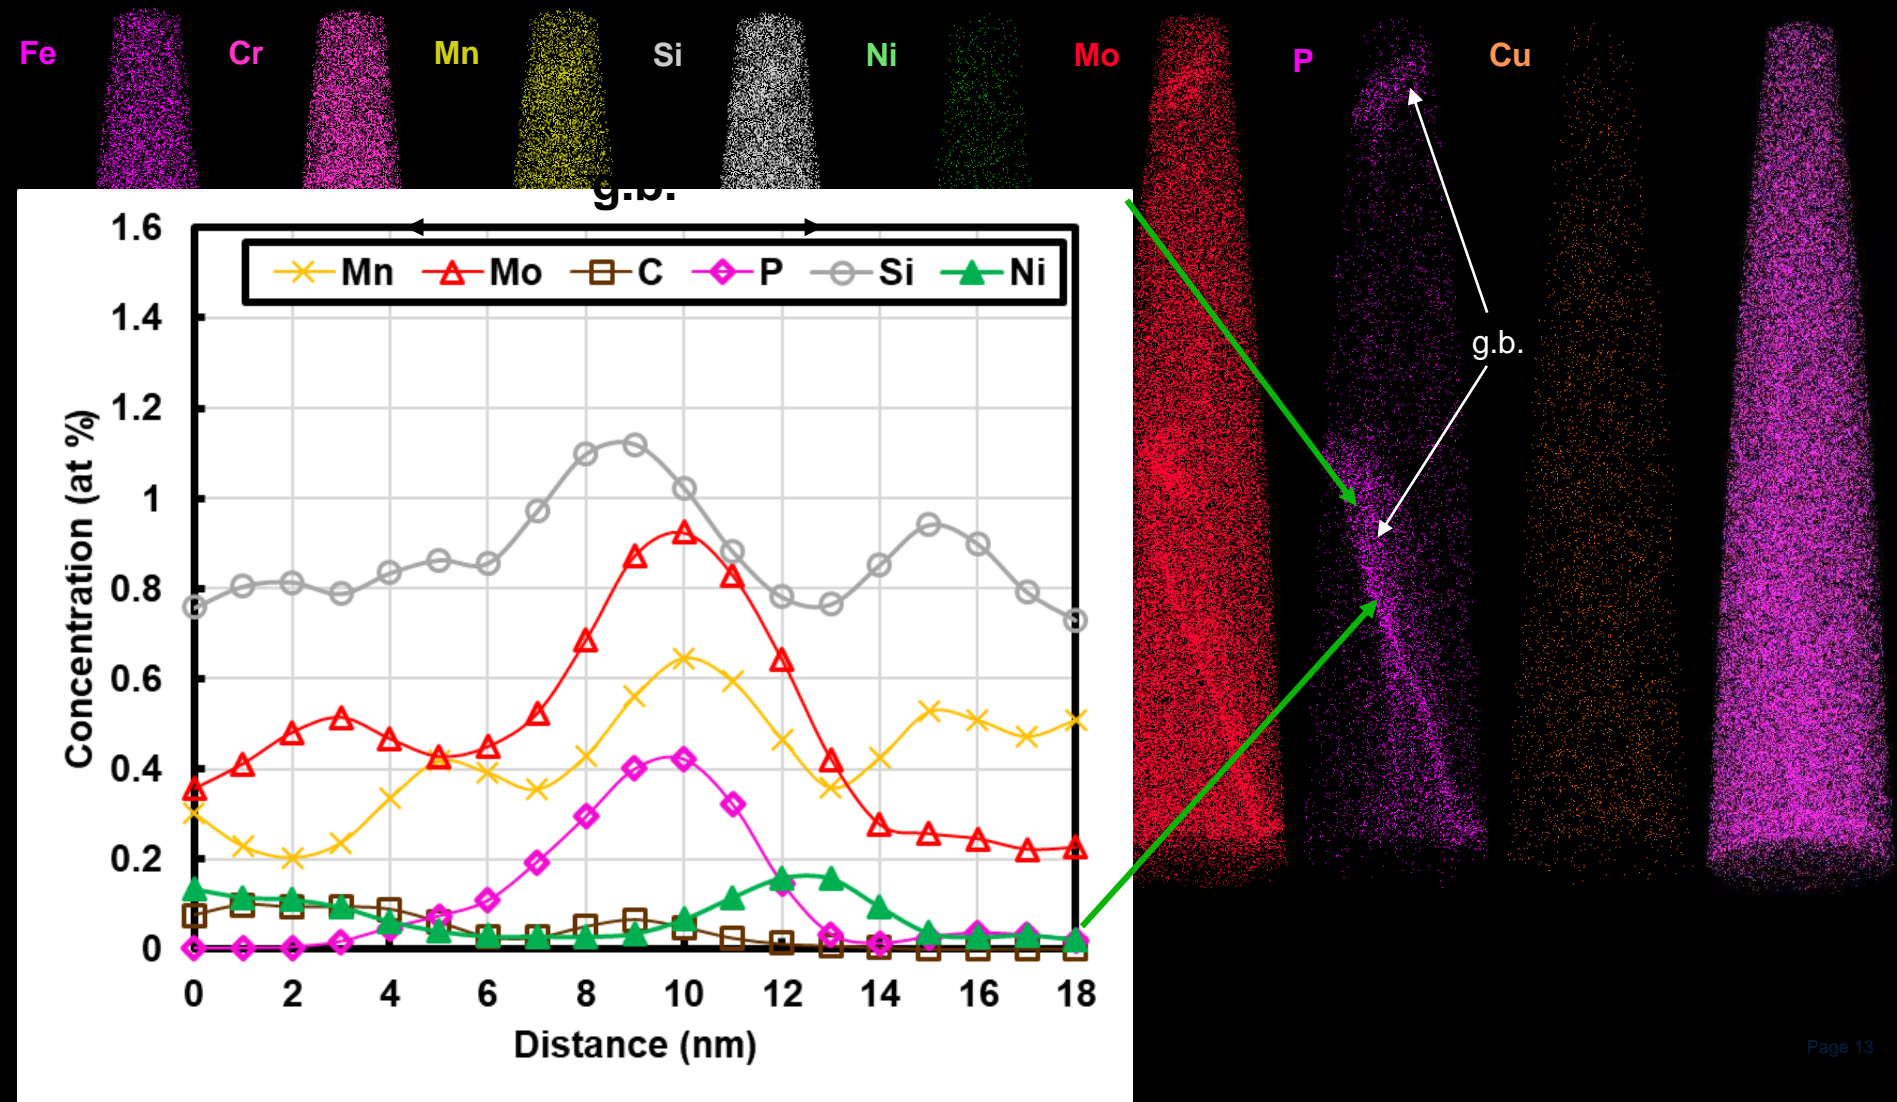 Fe Cr Mn Si Ni Mo P Cu
g.b.
1.6
Mn Mo C P Si Ni
1.4
1.2
1
0.8
0.6
0.4
0.2
0
Concentration (at %)
0 2 4 6 8 10 12 14 16 18
Distance (nm)
g.b.
Page 13